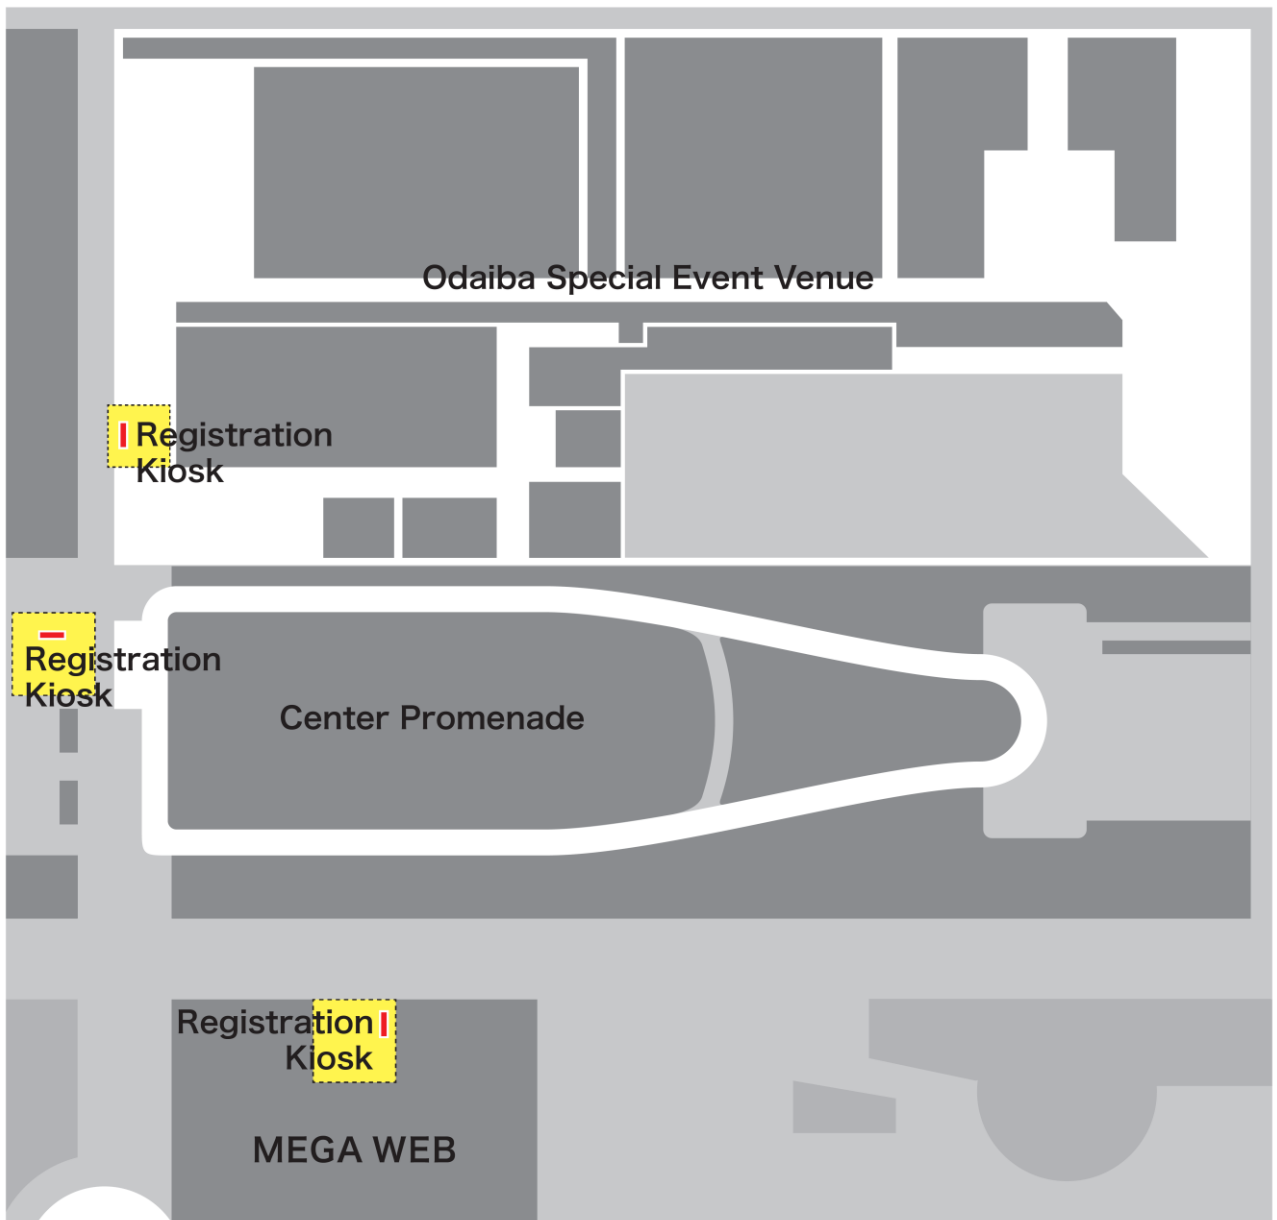 Odaiba Special Event Venue
Registration
Kiosk
Registration
Kiosk
Center Promenade
Registration
Kiosk
MEGA WEB